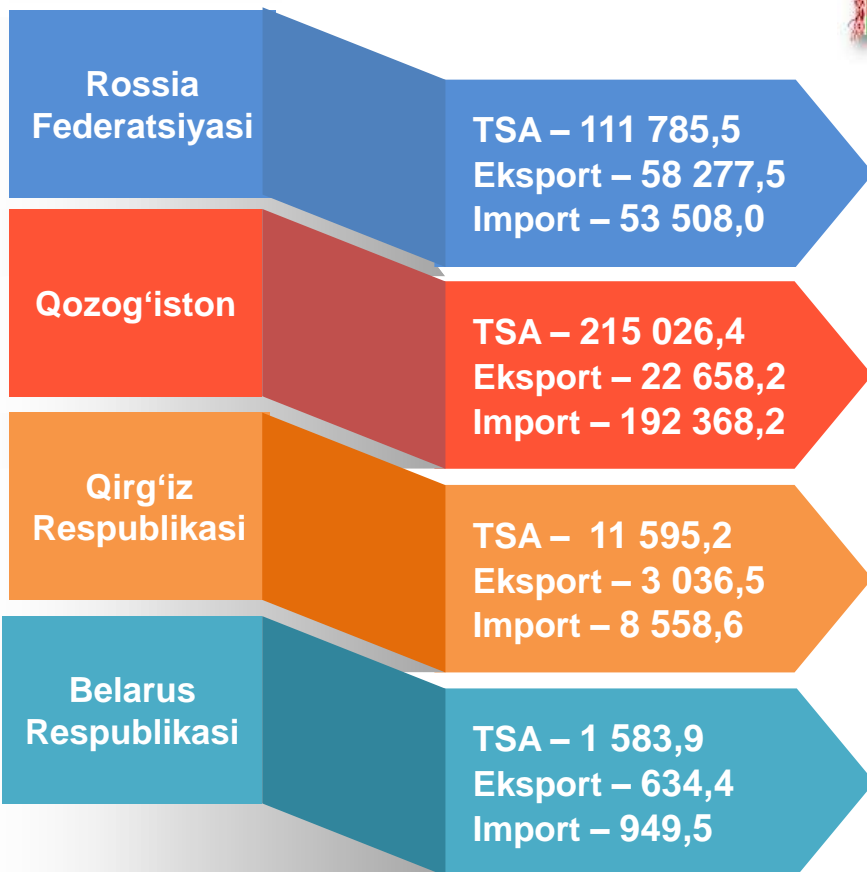 Rossia
Federatsiyasi
TSA – 111 785,5
Eksport – 58 277,5
Import – 53 508,0
Qozog‘iston
TSA – 215 026,4
Eksport – 22 658,2
Import – 192 368,2
Qirg‘iz
Respublikasi
TSA – 11 595,2
Eksport – 3 036,5
Import – 8 558,6
Belarus
Respublikasi
TSA – 1 583,9
Eksport – 634,4
Import – 949,5